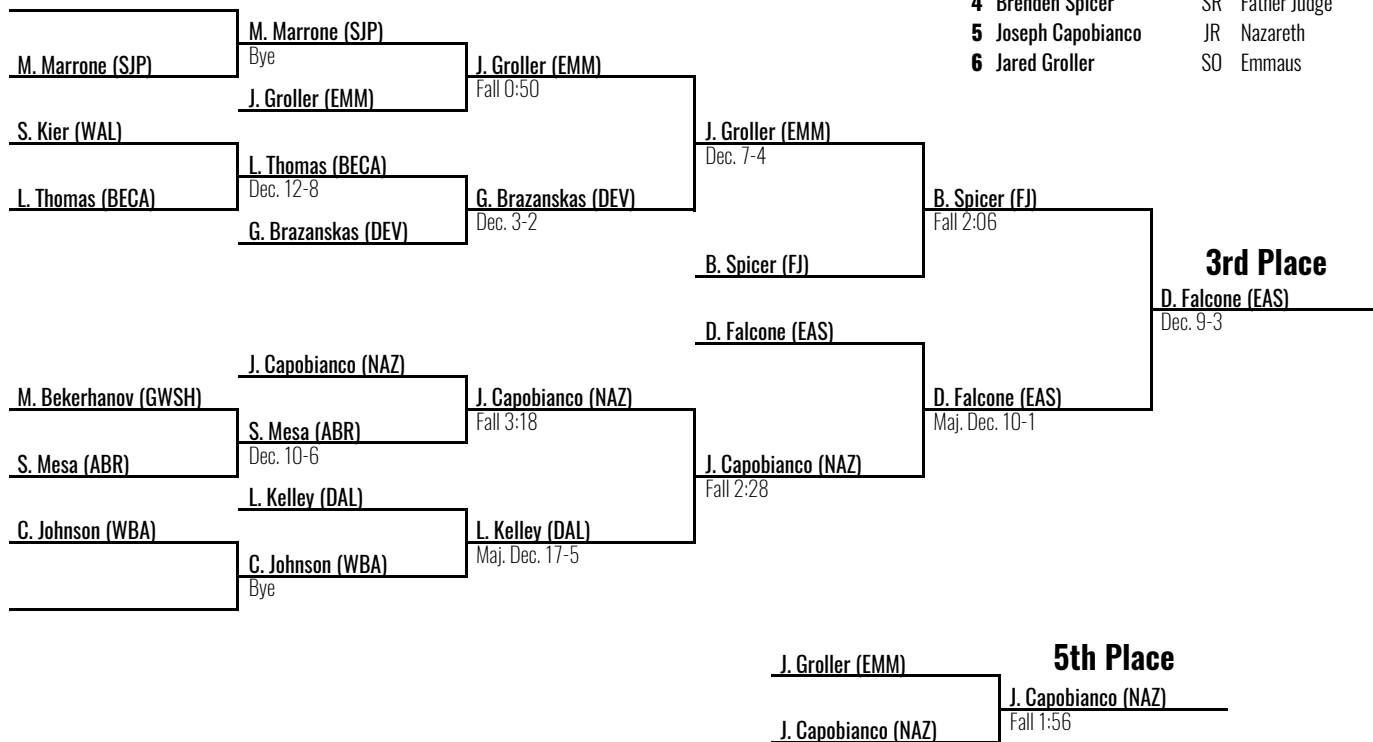 4 Brenden Spicer SR Father Judge
5 Joseph Capobianco JR Nazareth
6 Jared Groller SO Emmaus
M. Marrone (SJP)
M. Marrone (SJP)
Bye
J. Groller (EMM)
J. Groller (EMM)
Fall 0:50
S. Kier (WAL)
L. Thomas (BECA)
L. Thomas (BECA)
Dec. 12-8
G. Brazanskas (DEV)
G. Brazanskas (DEV)
Dec. 3-2
J. Groller (EMM)
Dec. 7-4
B. Spicer (FJ)
B. Spicer (FJ)
Fall 2:06
3rd Place
D. Falcone (EAS)
Dec. 9-3
D. Falcone (EAS)
D. Falcone (EAS)
Maj. Dec. 10-1
J. Capobianco (NAZ)
M. Bekerhanov (GWSH)
S. Mesa (ABR)
S. Mesa (ABR)
Dec. 10-6
J. Capobianco (NAZ)
Fall 3:18
J. Capobianco (NAZ)
Fall 2:28
L. Kelley (DAL)
C. Johnson (WBA)
C. Johnson (WBA)
Bye
L. Kelley (DAL)
Maj. Dec. 17-5
5th Place
J. Groller (EMM)
J. Capobianco (NAZ)
J. Capobianco (NAZ)
Fall 1:56